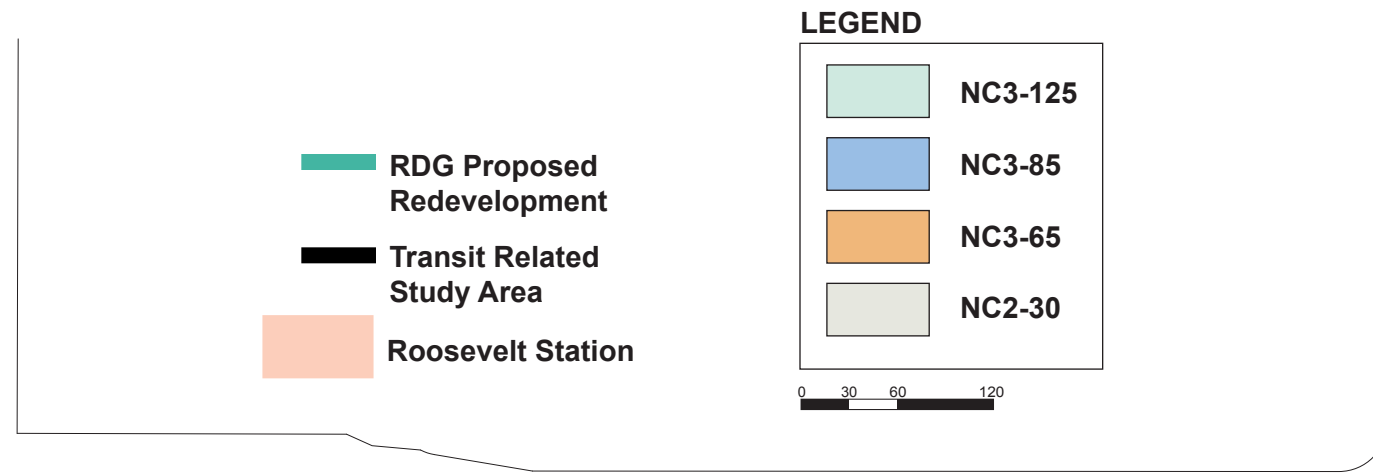 LEGEND
NC3-125
NC3-85
NC3-65
NC2-30
0 30 60 120
RDG Proposed
Redevelopment
Transit Related
Study Area
Roosevelt Station